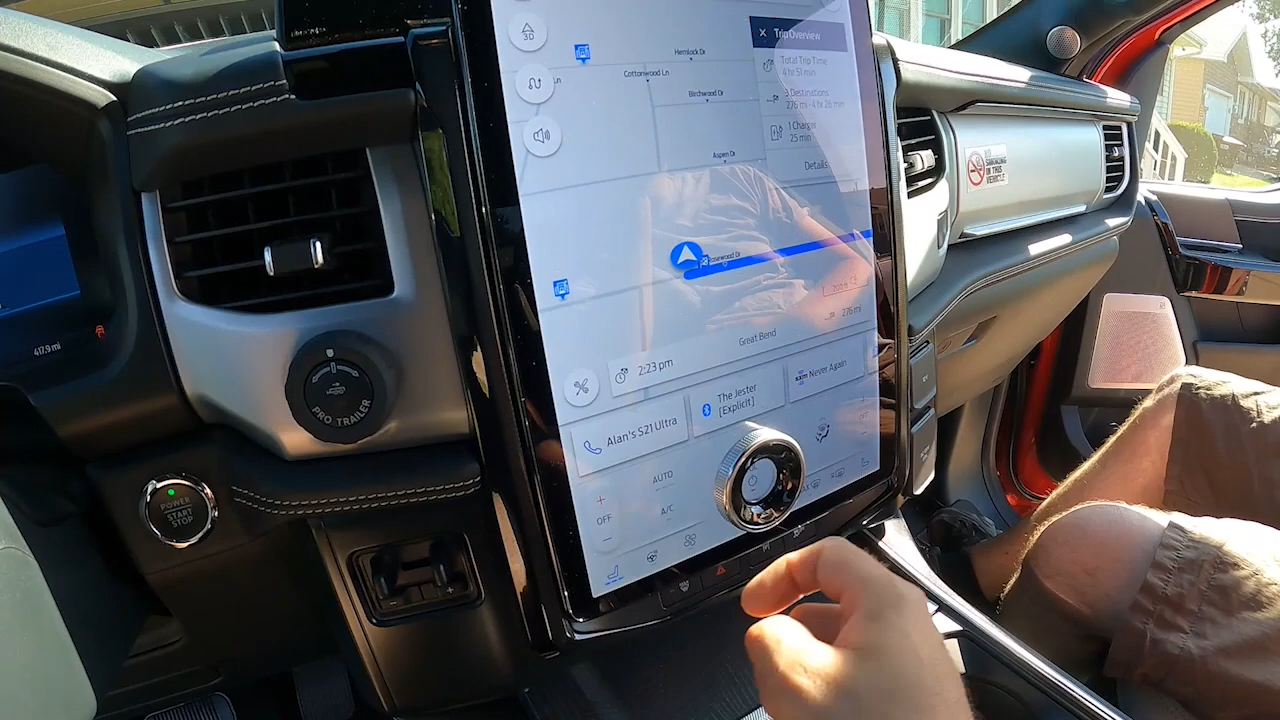 3D
Hemlock Dr
Cottonwood Ln
Ln
Birchwood Dr
Aspen Dr
Trip Overview
Total Trip Time
4 hr 51 min
3 Destinations
276 mi · 4 hr 26 min
1 Charger
25 min
Details
NO
SMOKING
IN THIS
VEHICLE
276 mi
Great Bend
2:23 pm
Alan's S21 Ultra
The Jester
[Explicit]
Never Again
AUTO
A/C
OFF
417.9 mi
PRO TRAILER
POWER
START
STOP